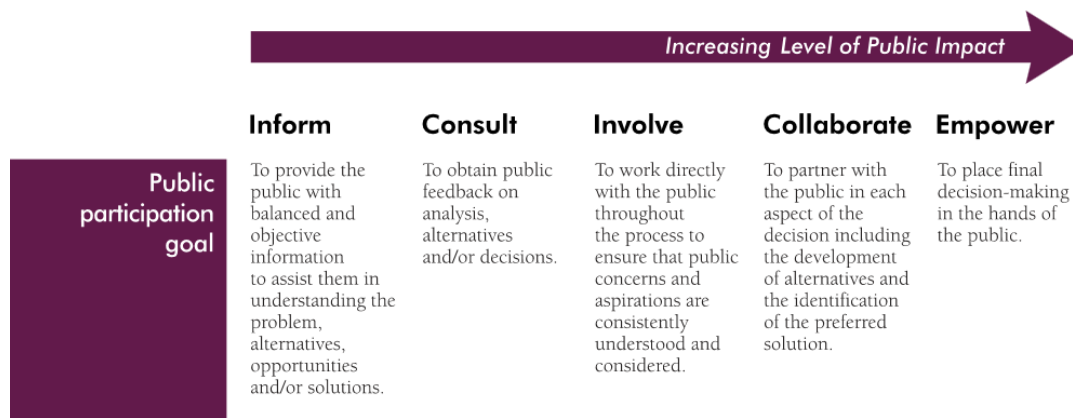 Increasing Level of Public Impact
Inform
Consult
Involve
Collaborate
Empower
Public
participation
goal
To provide the
public with
balanced and
objective
information
to assist them in
understanding the
problem,
alternatives,
opportunities
and/or solutions.
To obtain public
feedback on
analysis,
alternatives
and/or decisions.
To work directly
with the public
throughout
the process to
ensure that public
concerns and
aspirations are
consistently
understood and
considered.
To partner with
the public in each
aspect of the
decision including
the development
of alternatives and
the identification
of the preferred
solution.
To place final
decision-making
in the hands of
the public.